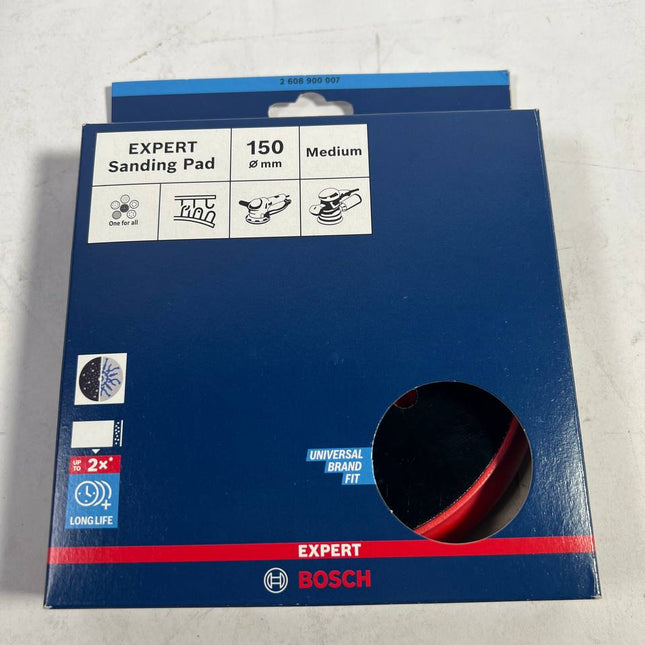 2 608 900 007
EXPERT
Sanding Pad
150
Ø mm
Medium
One for all
UP TO 2x*
LONG LIFE
UNIVERSAL
BRAND
FIT
EXPERT
BOSCH